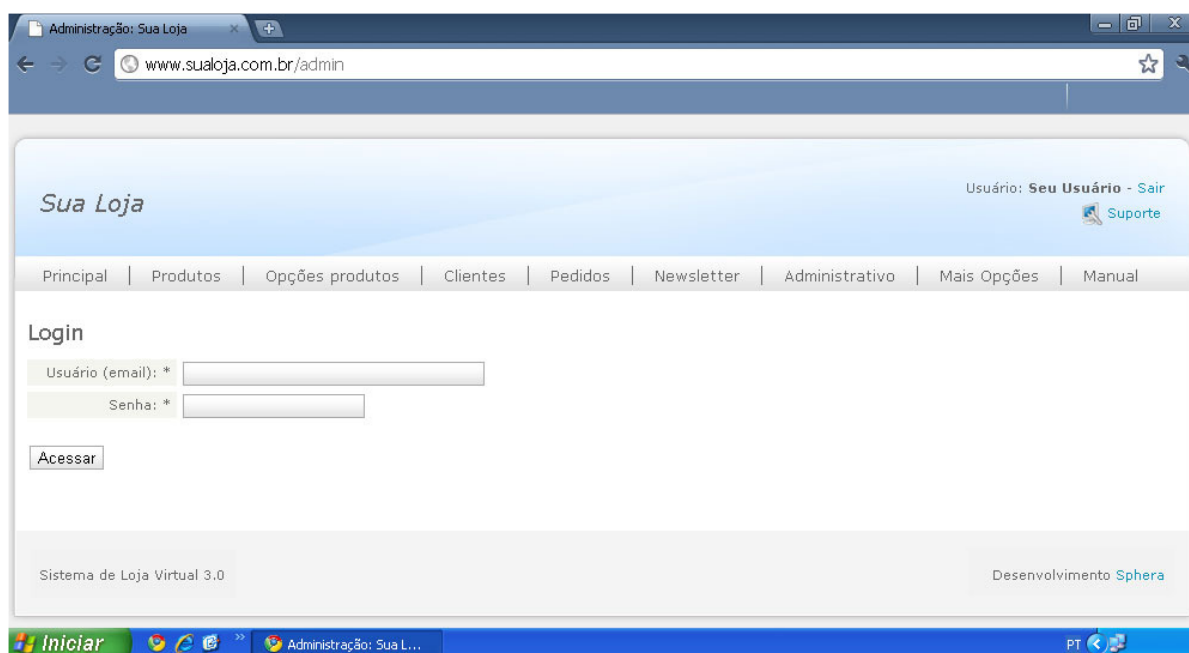 Administração: Sua Loja
www.sualoja.com.br/admin
Sua Loja
Usuário: Seu Usuário - Sair
Suporte
Principal | Produtos | Opções produtos | Clientes | Pedidos | Newsletter | Administrativo | Mais Opções | Manual
Login
Usuário (email): *
Senha: *
Acessar
Sistema de Loja Virtual 3.0
Desenvolvimento Sphera
Iniciar
Administração: Sua L...
PT